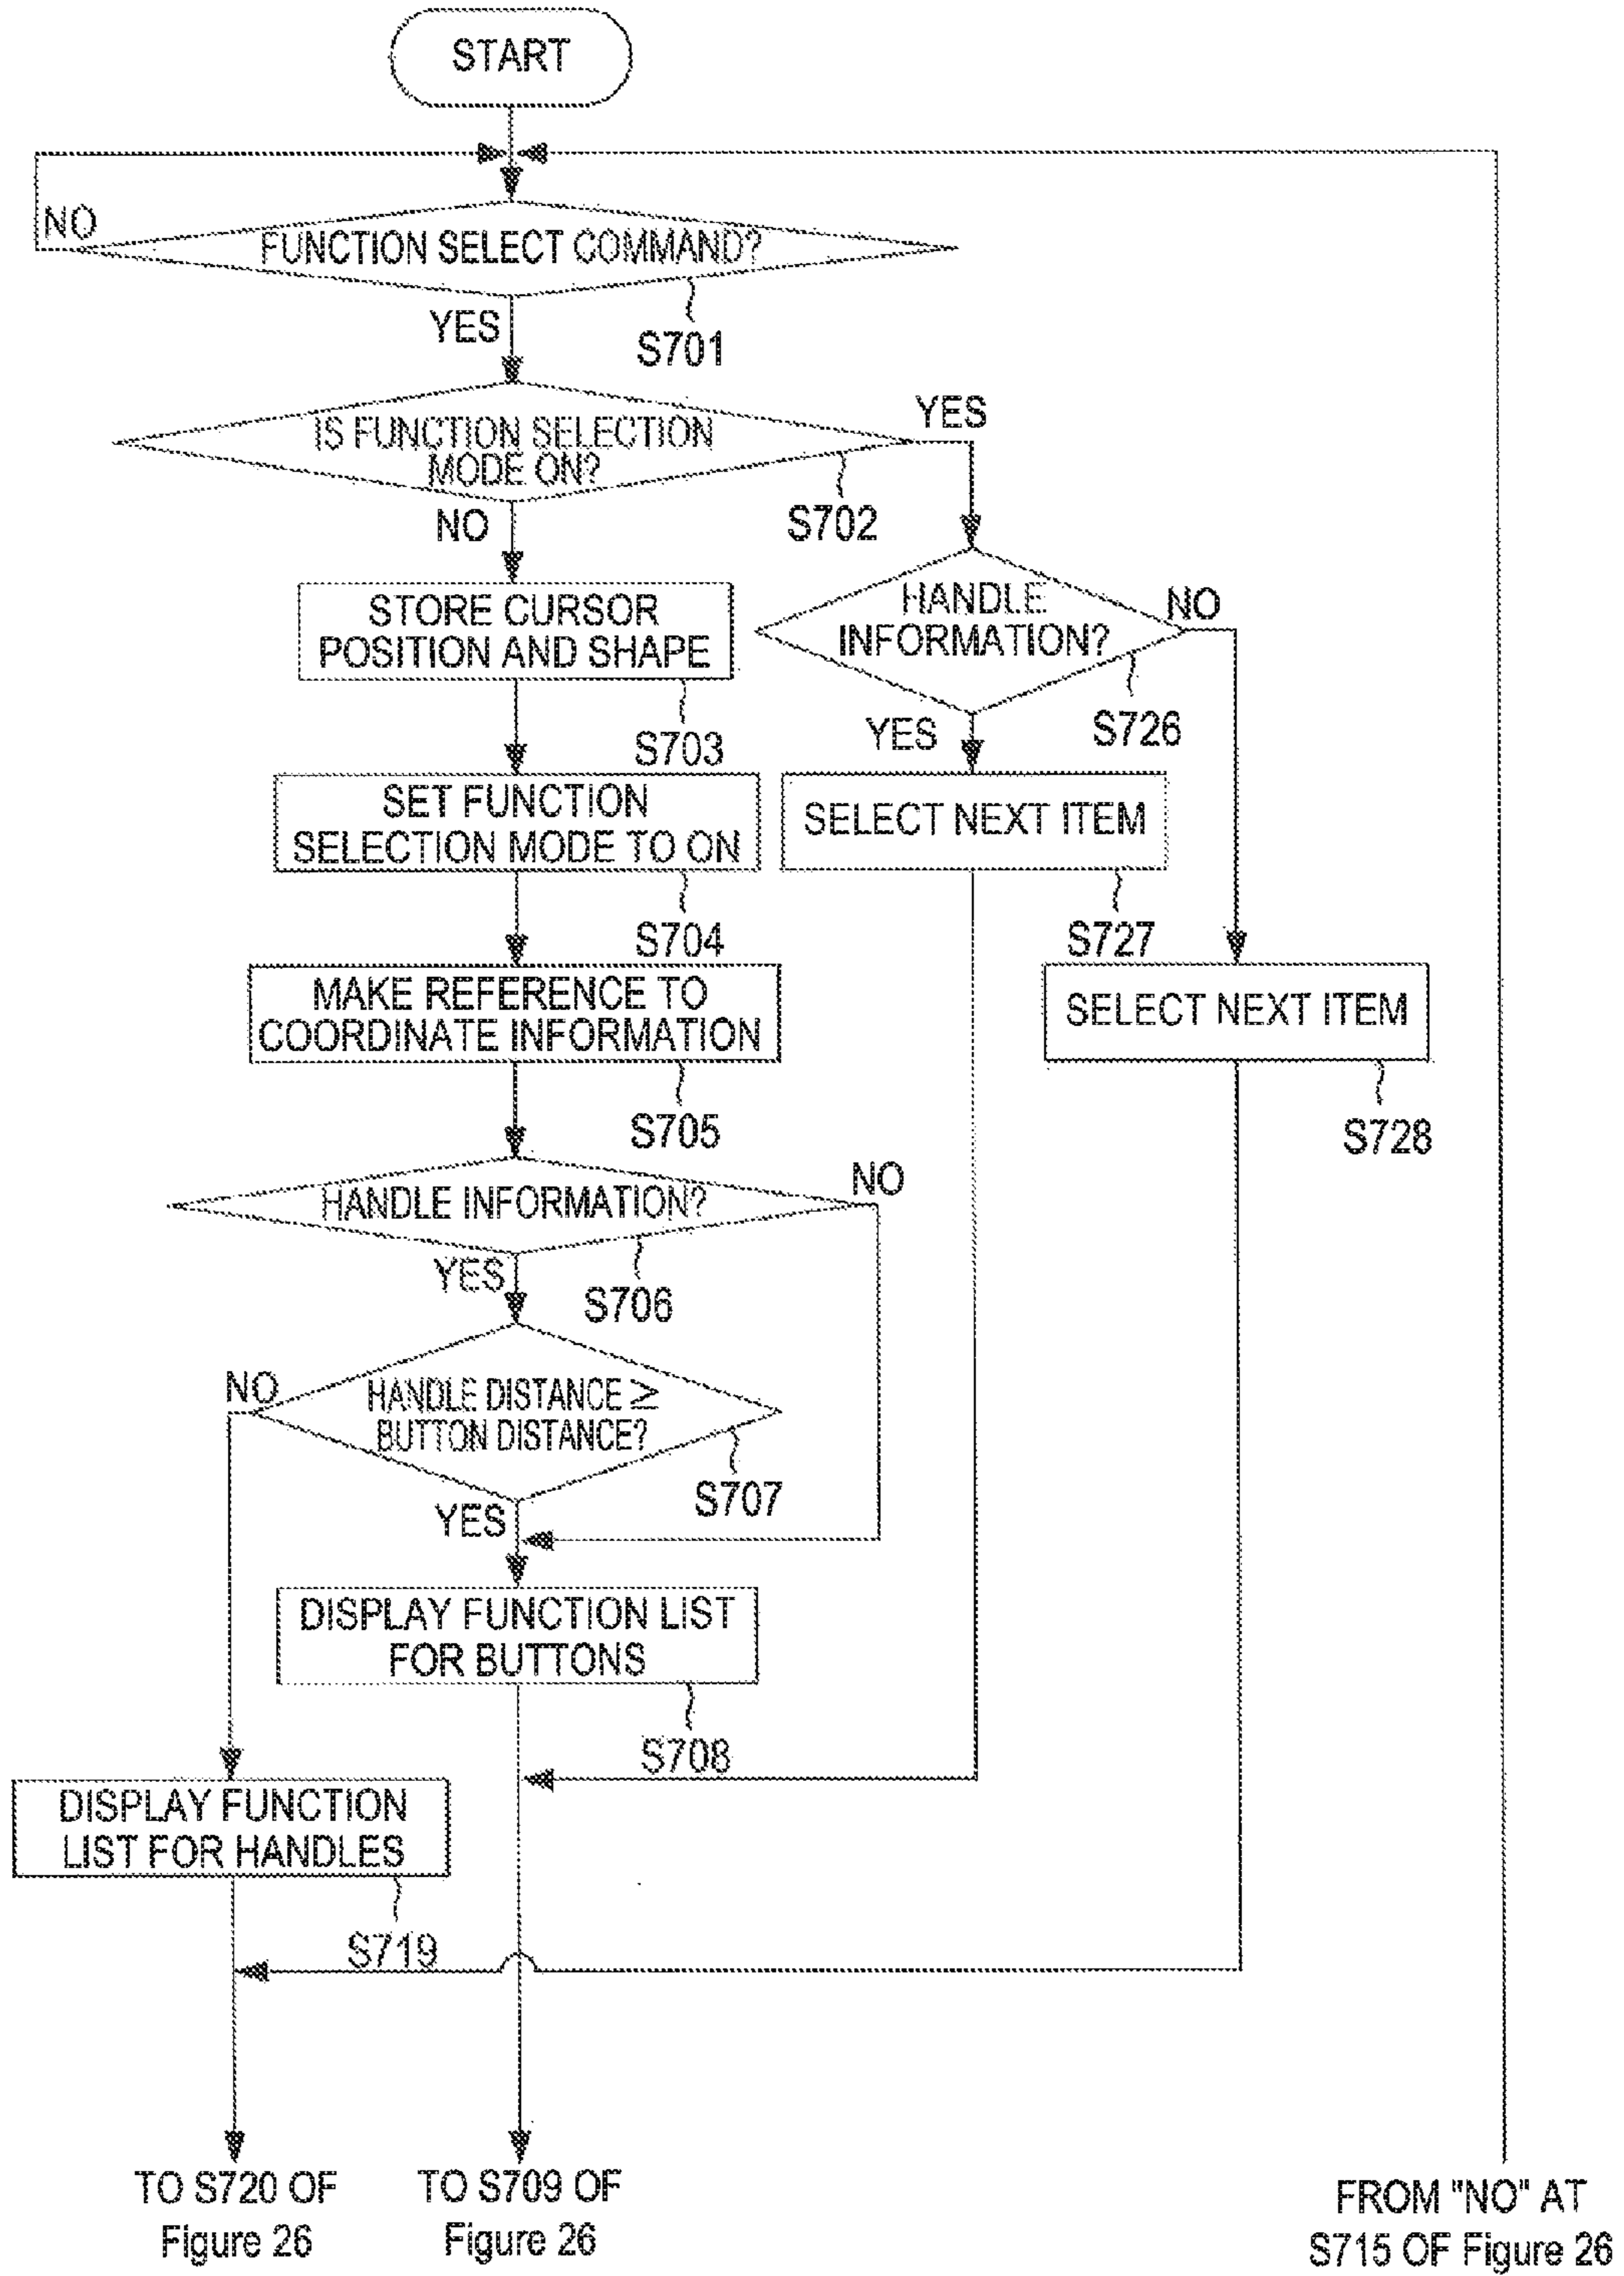 START
NO
FUNCTION SELECT COMMAND?
YES
S701
YES
IS FUNCTION SELECTION
MODE ON?
S702
NO
HANDLE
INFORMATION?
NO
STORE CURSOR
POSITION AND SHAPE
S703
S726
YES
SET FUNCTION
SELECTION MODE TO ON
SELECT NEXT ITEM
S704
S727
MAKE REFERENCE TO
COORDINATE INFORMATION
SELECT NEXT ITEM
S705
S728
HANDLE INFORMATION?
NO
YES
S706
NO
HANDLE DISTANCE ≥
BUTTON DISTANCE?
S707
YES
DISPLAY FUNCTION LIST
FOR BUTTONS
S708
DISPLAY FUNCTION
LIST FOR HANDLES
S719
TO S720 OF
Figure 26
TO S709 OF
Figure 26
FROM "NO" AT
S715 OF Figure 26